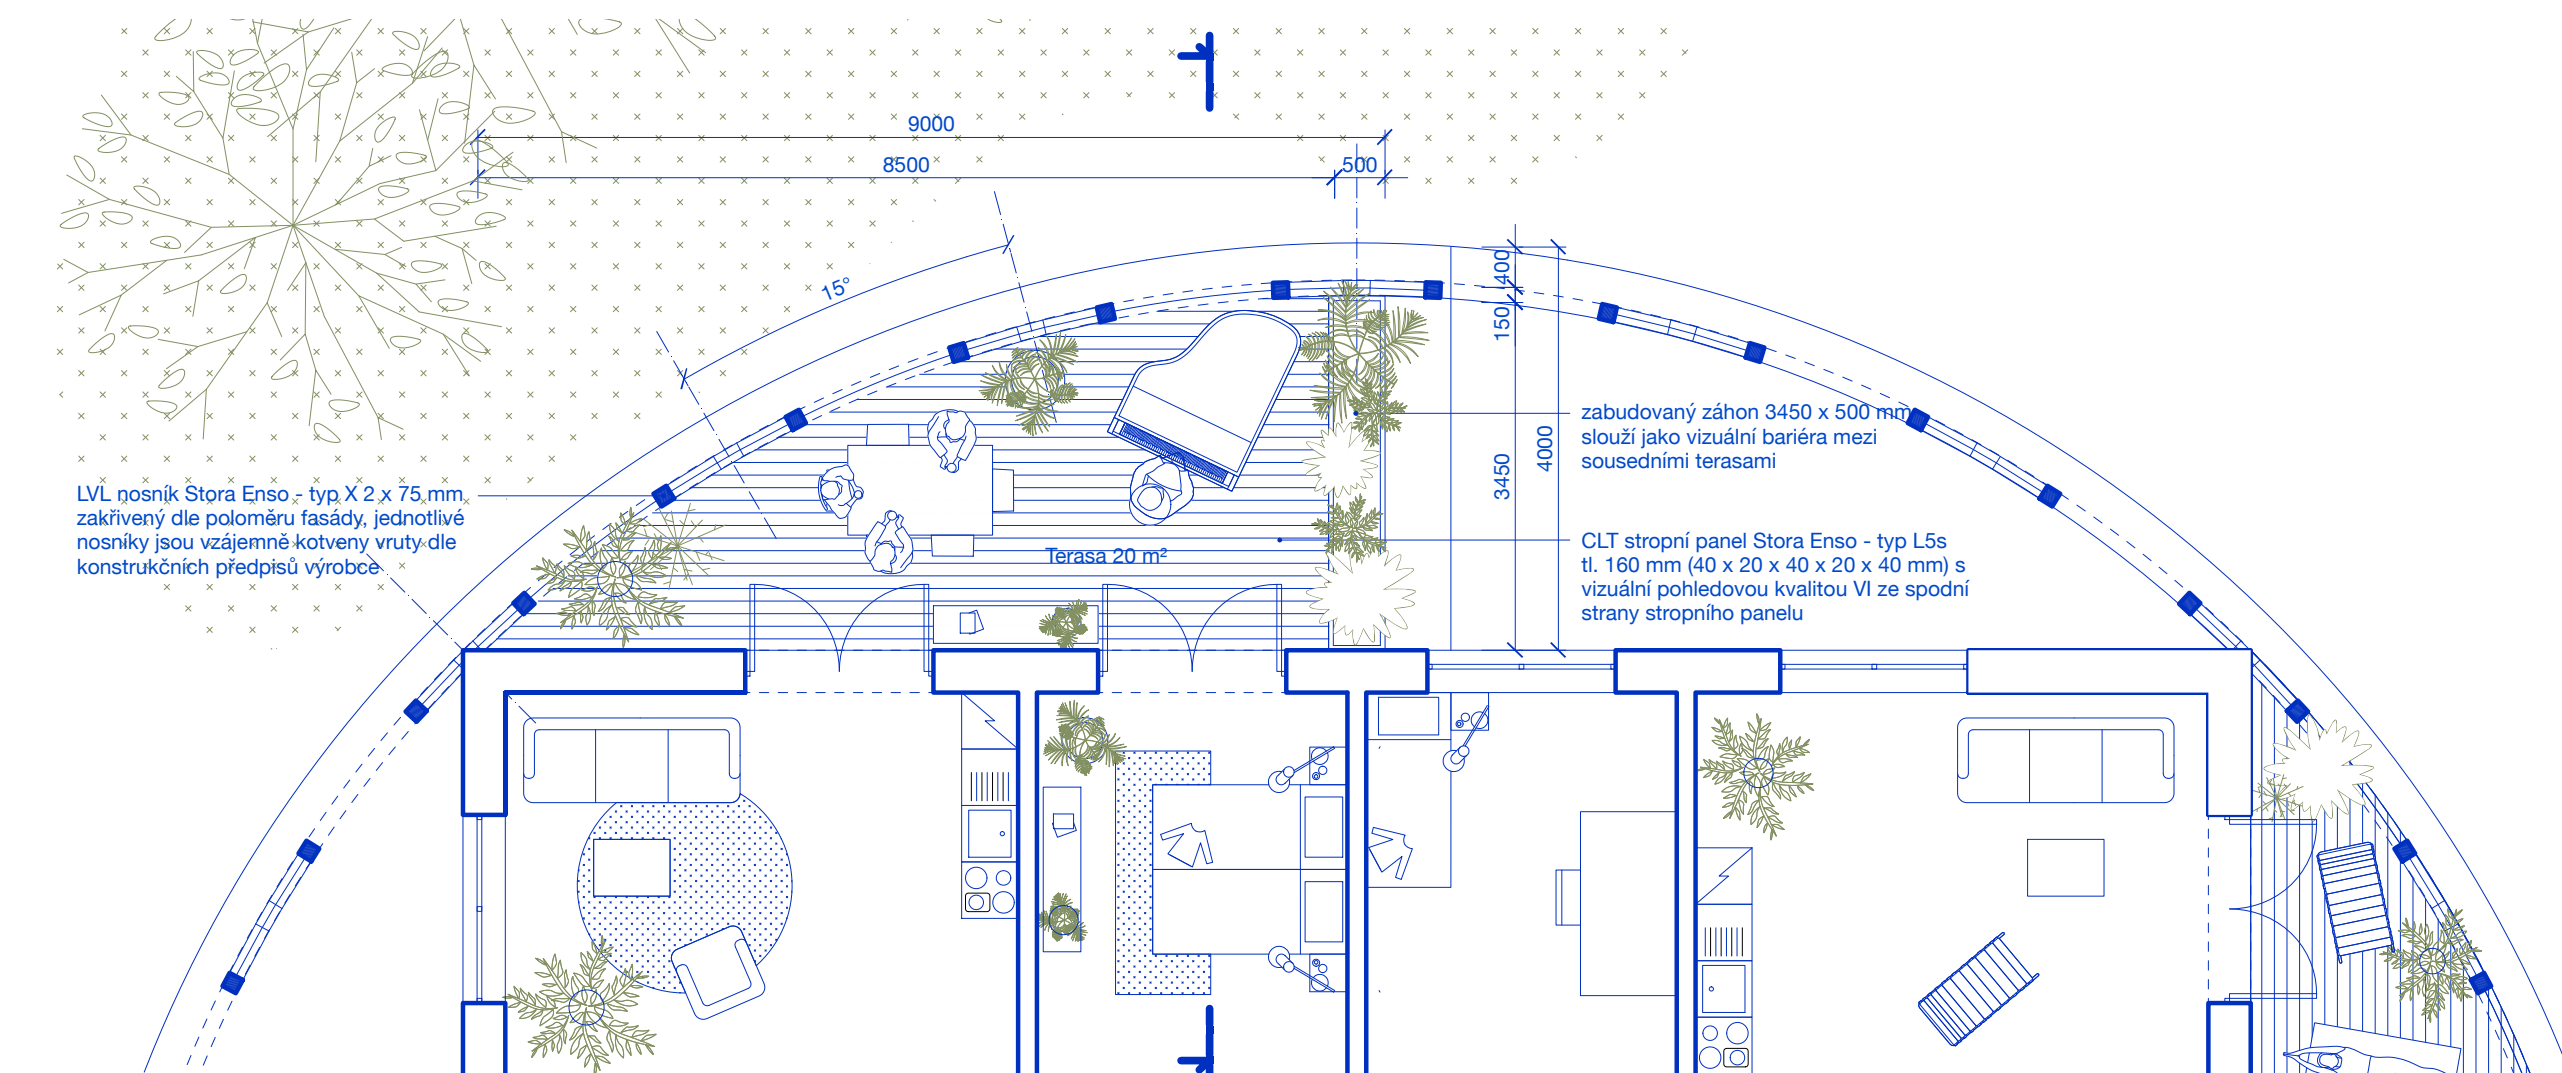 9000
8500
500
15°
400
150
3450
4000
zabudovaný záhon 3450 x 500 mm
slouží jako vizuální bariéra mezi
sousedními terasami
LVL nosník Stora Enso - typ X 2 x 75 mm
zakřivený dle poloměru fasády, jednotlivé
nosníky jsou vzájemně kotveny vruty dle
konstrukčních předpisů výrobce
Terasa 20 m²
CLT stropní panel Stora Enso - typ L5s
tl. 160 mm (40 x 20 x 40 x 20 x 40 mm) s
vizuální pohledovou kvalitou VI ze spodní
strany stropního panelu